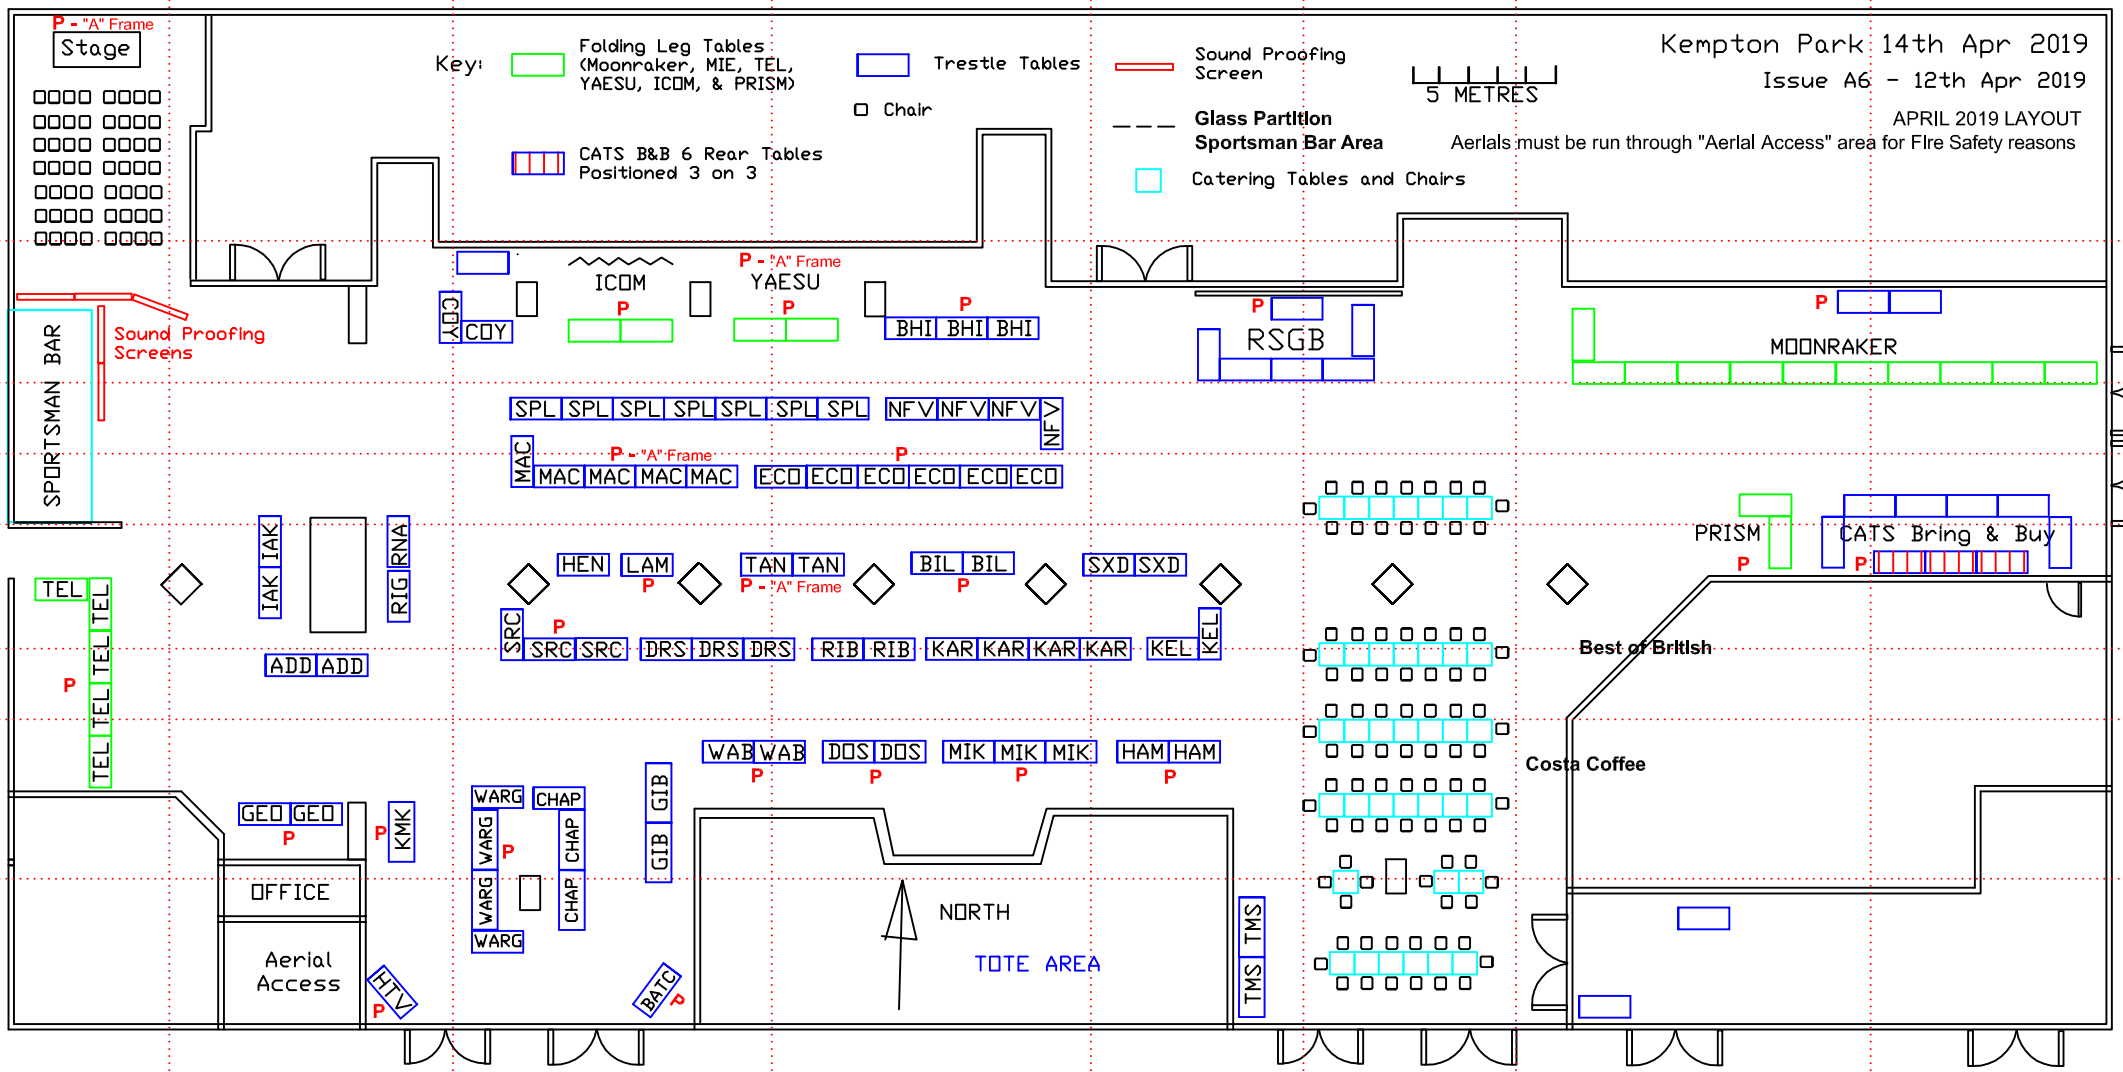 P - "A" Frame
Stage
Key:
Folding Leg Tables
(Moonraker, MIE, TEL,
YAESU, ICOM, & PRISM)
Trestle Tables
Chair
CATS B&B 6 Rear Tables
Positioned 3 on 3
Sound Proofing
Screen
Glass Partition
Sportsman Bar Area
Catering Tables and Chairs
5 METRES
Kempton Park 14th Apr 2019
Issue A6 - 12th Apr 2019
APRIL 2019 LAYOUT
Aerials must be run through "Aerial Access" area for Fire Safety reasons
Sound Proofing
Screens
SPORTSMAN BAR
COY
COY
ICOM
P
P - "A" Frame
YAESU
P
P
BHI BHI BHI
P
RSGB
P
MOONRAKER
SPL SPL SPL SPL SPL SPL SPL
NFV NFV NFV
NFV
MAC
P - "A" Frame
MAC MAC MAC MAC
P
ECO ECO ECO ECO ECO ECO
IAK IAK
RIG RNA
PRISM
P
CATS Bring & Buy
P
HEN
LAM
P
TAN TAN
P - "A" Frame
BIL BIL
P
SXD SXD
TEL
TEL TEL TEL TEL
P
ADD ADD
SRC
P
SRC SRC
DRS DRS DRS
RIB RIB
KAR KAR KAR KAR
KEL
KEL
Best of British
WAB WAB
P
DOS DOS
P
MIK MIK MIK
P
HAM HAM
P
Costa Coffee
GEO GEO
P
P
KMK
WARG
WARG WARG
WARG
P
CHAP
CHAP CHAP
GIB GIB
OFFICE
Aerial
Access
HTV
P
BATC
P
NORTH
TOTE AREA
TMS TMS